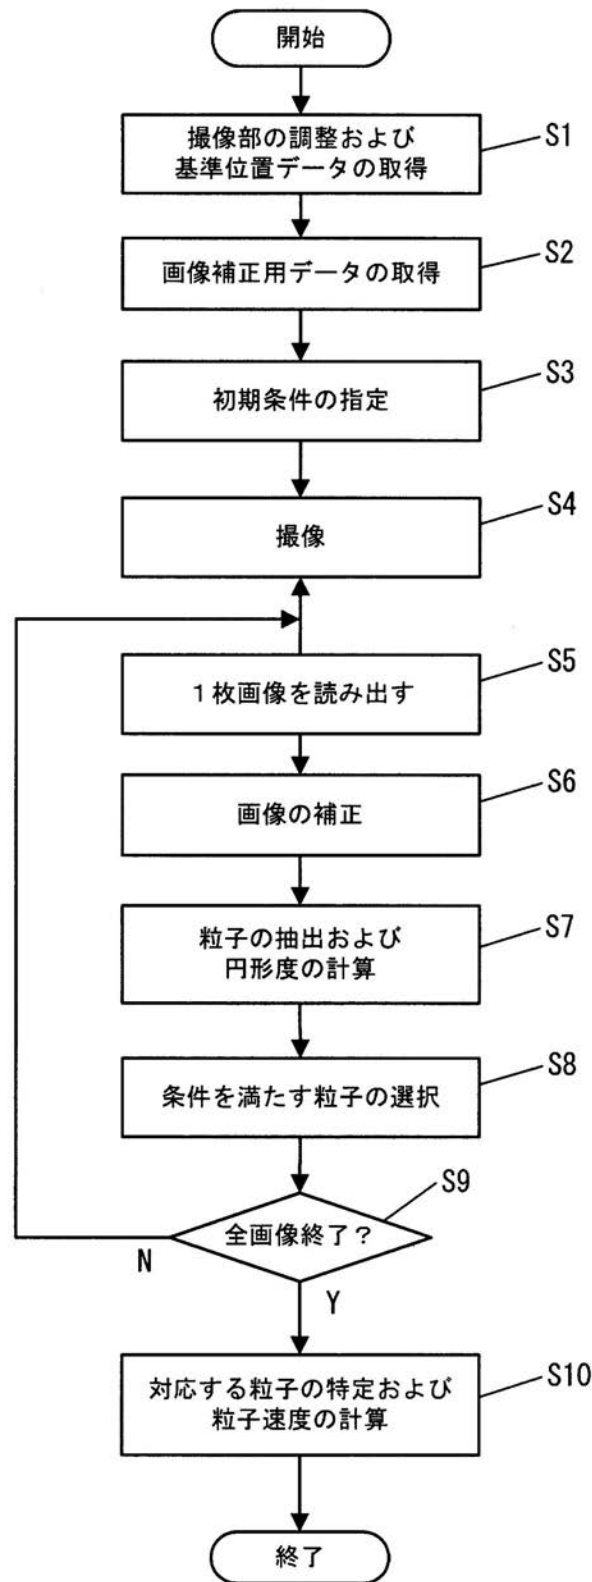 開始
撮像部の調整および
基準位置データの取得
S1
画像補正用データの取得
S2
初期条件の指定
S3
撮像
S4
1枚画像を読み出す
S5
画像の補正
S6
粒子の抽出および
円形度の計算
S7
条件を満たす粒子の選択
S8
全画像終了?
S9
N
Y
対応する粒子の特定および
粒子速度の計算
S10
終了